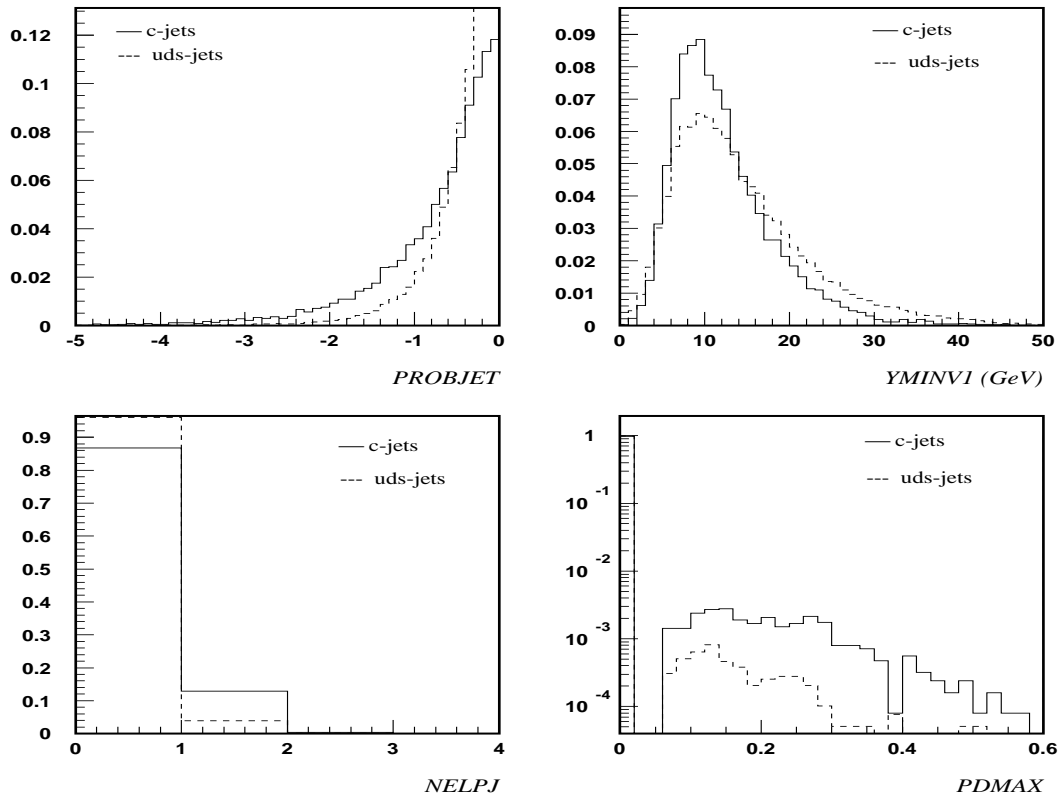 0.12
0.1
0.08
0.06
0.04
0.02
0
c-jets
uds-jets
-5 -4 -3 -2 -1 0
PROBJET
0.09
0.08
0.07
0.06
0.05
0.04
0.03
0.02
0.01
0
c-jets
uds-jets
0 10 20 30 40 50
YMINV1 (GeV)
0.9
0.8
0.7
0.6
0.5
0.4
0.3
0.2
0.1
0
c-jets
uds-jets
0 1 2 3 4
NELPJ
1
10 -1
10 -2
10 -3
10 -4
c-jets
uds-jets
0 0.2 0.4 0.6
PDMAX